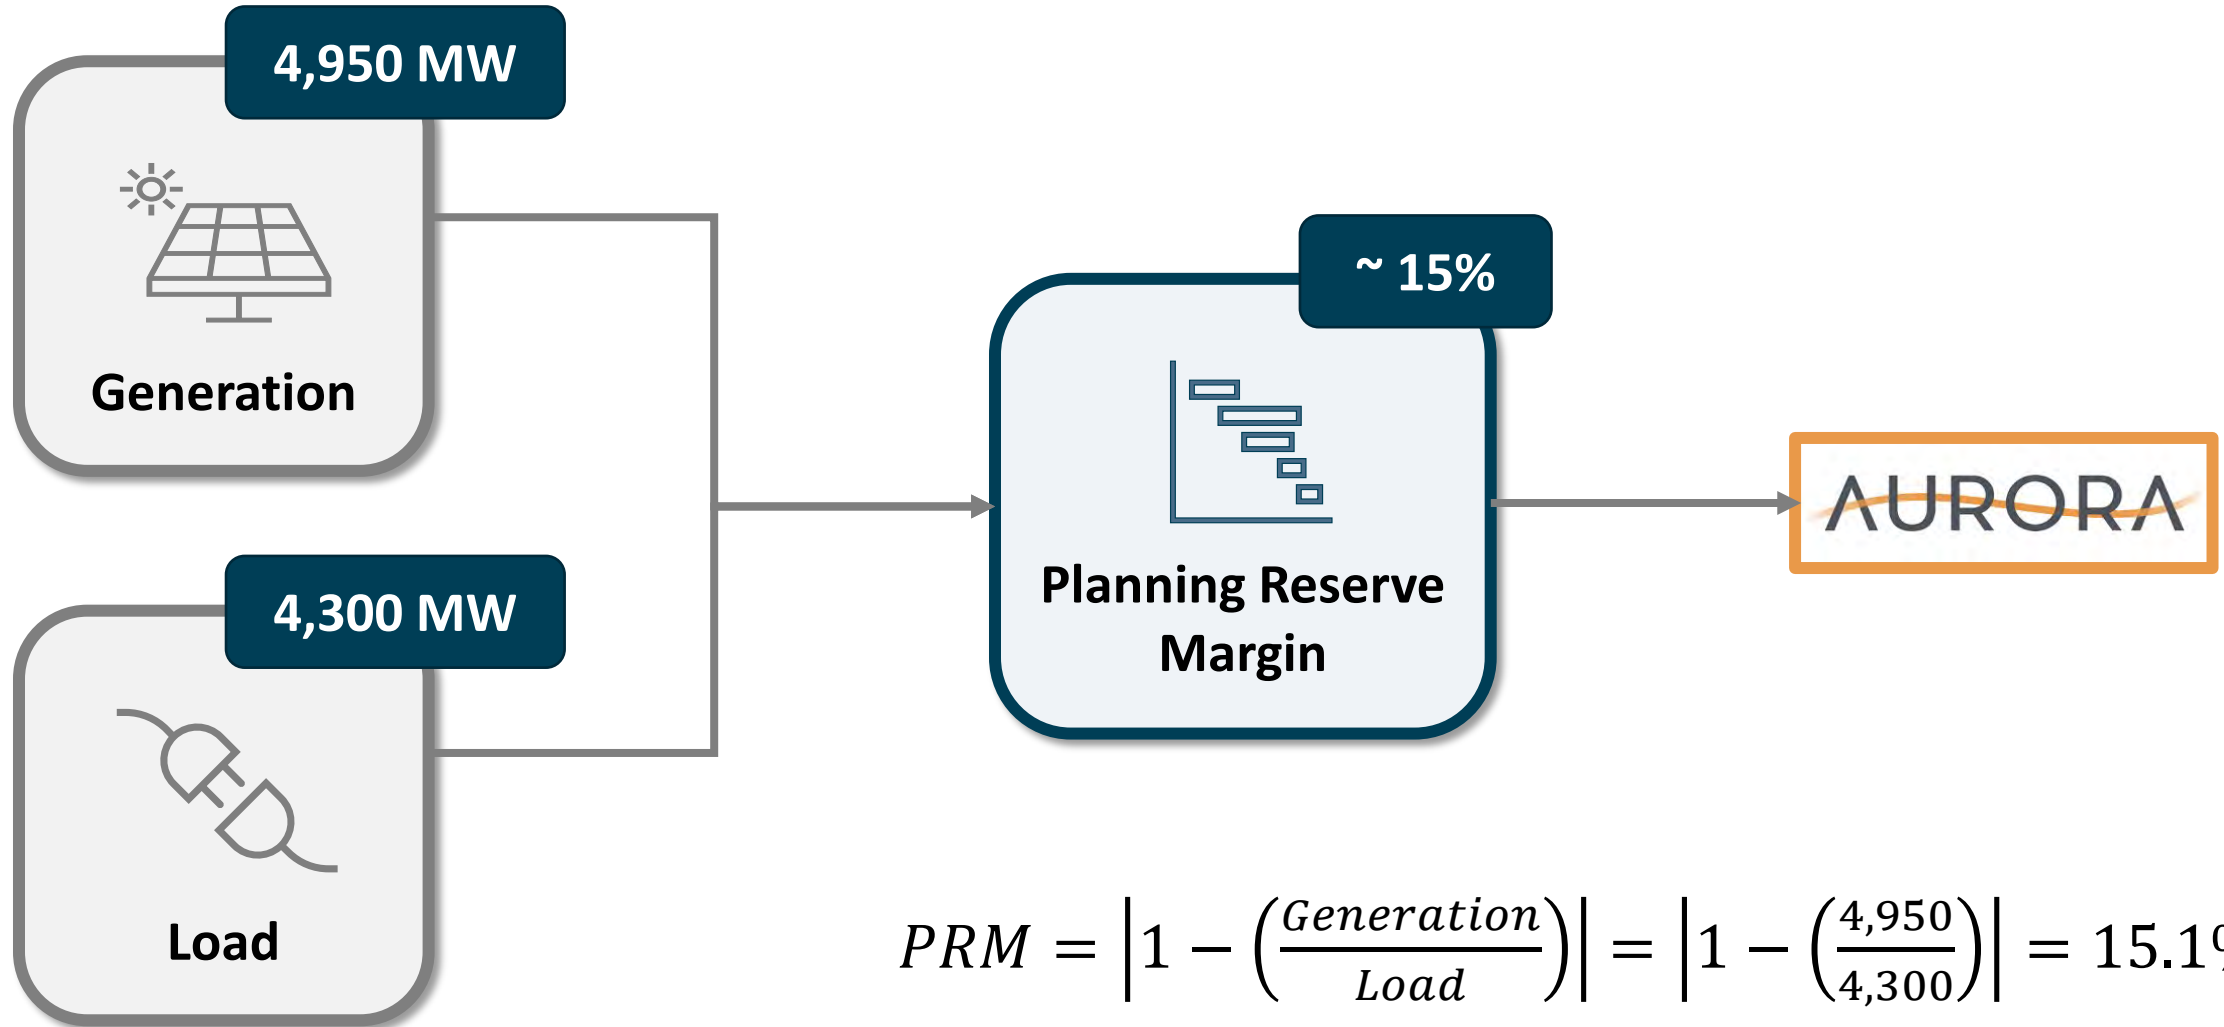 4,950 MW
Generation
4,300 MW
Load
~ 15%
Planning Reserve
Margin
AURORA
PRM = |1 − (Generation/Load)| = |1 − (4,950/4,300)| = 15.1%